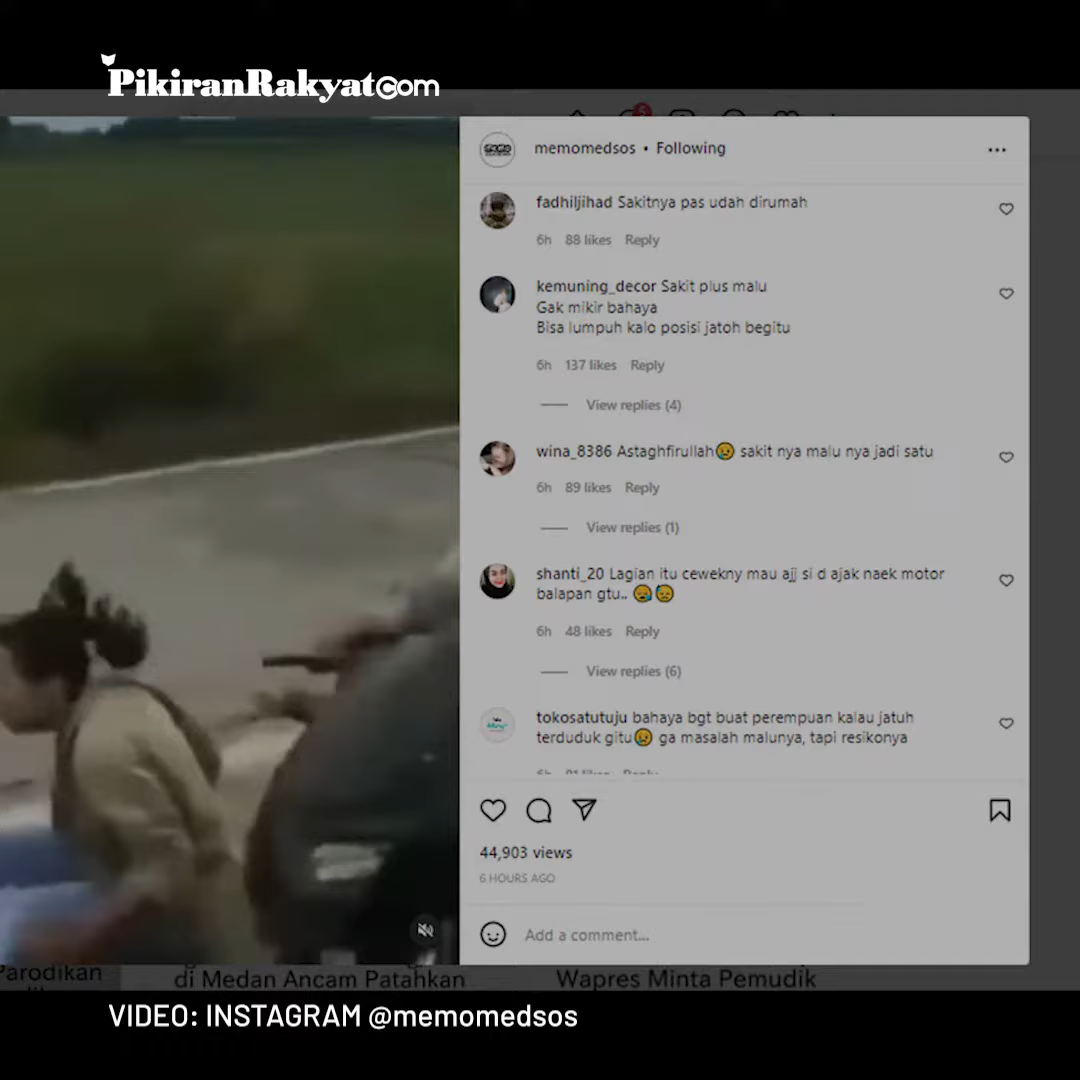 PikiranRakyat.com
5
memomedsos • Following
fadhiljihad Sakitnya pas udah dirumah
6h 88 likes Reply
kemuning_decor Sakit plus malu
Gak mikir bahaya
Bisa lumpuh kalo posisi jatoh begitu
6h 137 likes Reply
View replies (4)
wina_8386 Astaghfirullah😢 sakit nya malu nya jadi satu
6h 89 likes Reply
View replies (1)
shanti_20 Lagian itu cewekny mau ajj si d ajak naek motor
balapan gtu.. 😪😥
6h 48 likes Reply
View replies (6)
tokosatutuju bahaya bgt buat perempuan kalau jatuh
terduduk gitu😢 ga masalah malunya, tapi resikonya
44,903 views
6 HOURS AGO
Add a comment...
Parodikan
di Medan Ancam Patahkan
Wapres Minta Pemudik
VIDEO: INSTAGRAM @memomedsos